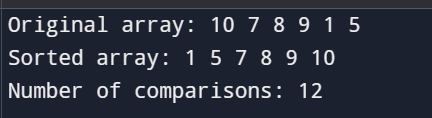 Original array: 10 7 8 9 1 5
Sorted array: 1 5 7 8 9 10
Number of comparisons: 12